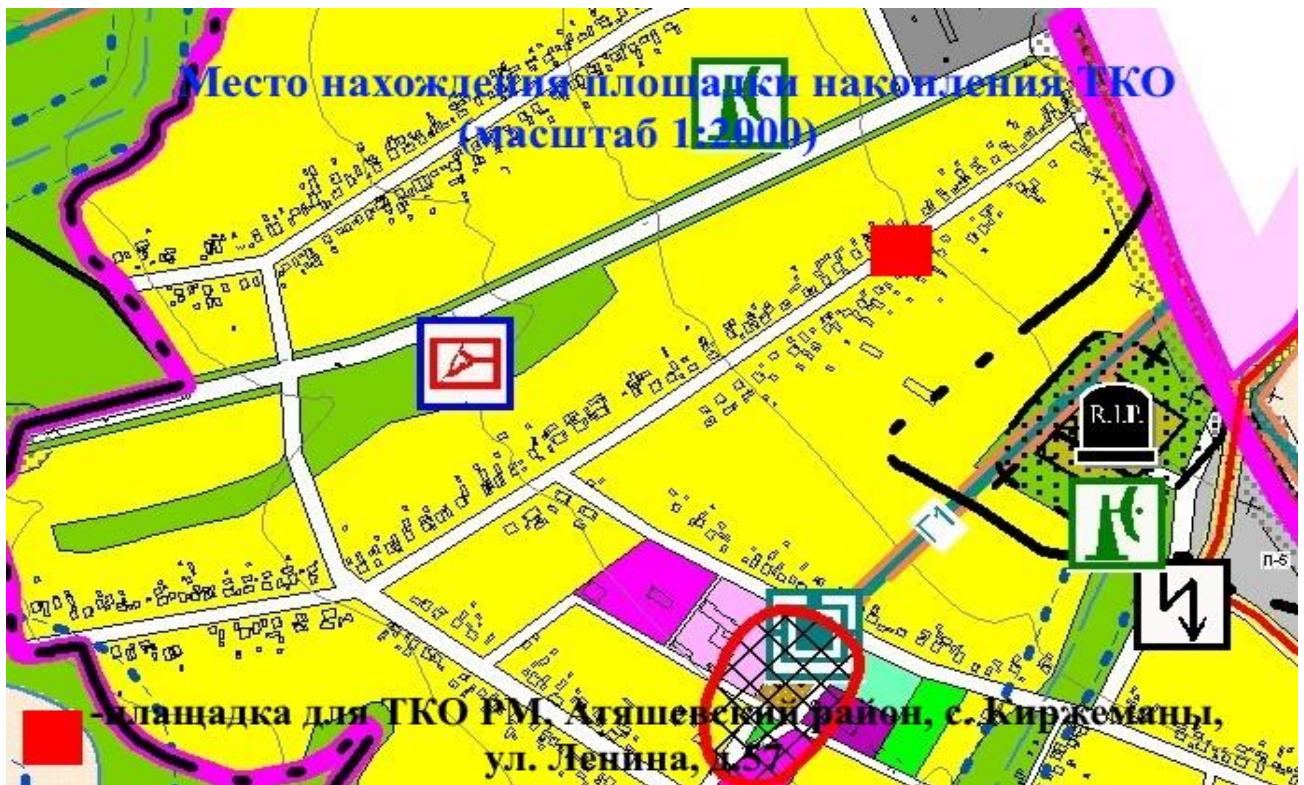 Место нахождения площадки накопления ТКО
(масштаб 1:2000)
R.I.P.
Г1
П-5
-плащадка для ТКО РМ, Атяшевский район, с. Киржеманы,
ул. Ленина, д.57